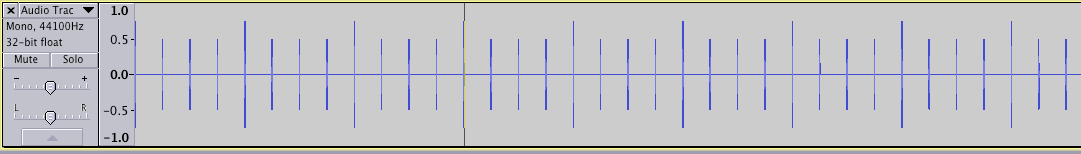 × Audio Trac ▼
Mono, 44100Hz
32-bit float
Mute Solo
- +
L R
1.0
0.5-
0.0-
-0.5-
-1.0